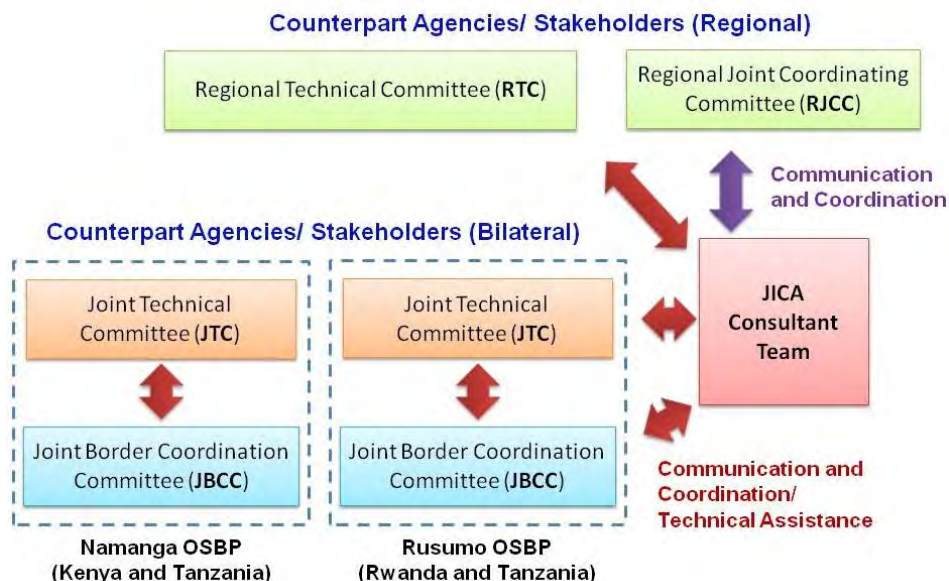 Counterpart Agencies/ Stakeholders (Regional)
Regional Technical Committee (RTC)
Regional Joint Coordinating
Committee (RJCC)
Communication
and Coordination
Counterpart Agencies/ Stakeholders (Bilateral)
Joint Technical
Committee (JTC)
Joint Technical
Committee (JTC)
JICA
Consultant
Team
Joint Border Coordination
Committee (JBCC)
Joint Border Coordination
Committee (JBCC)
Communication and
Coordination/
Technical Assistance
Namanga OSBP
(Kenya and Tanzania)
Rusumo OSBP
(Rwanda and Tanzania)